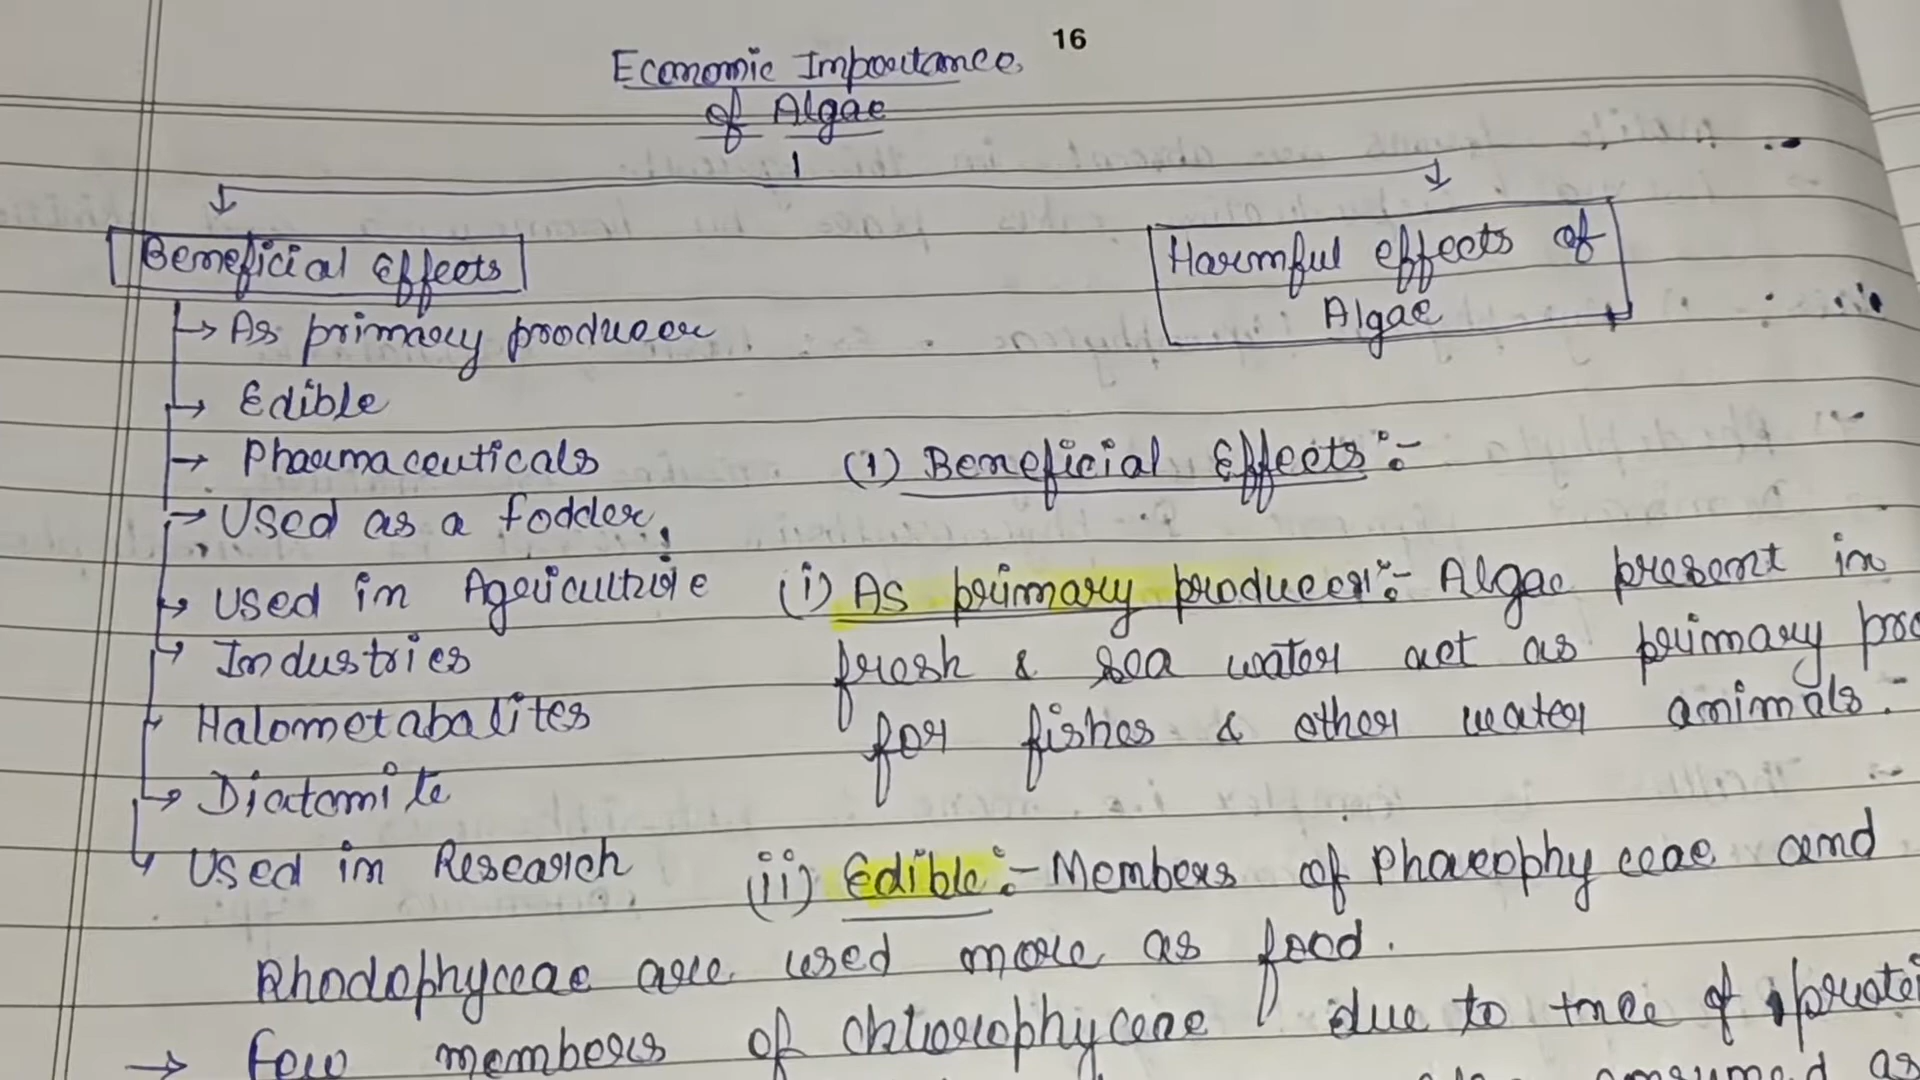 16
Economic Importance
of Algae
Beneficial Effects
Harmful effects of
Algae
→ As primary producer
→ Edible
→ Pharmaceuticals
→ Used as a fodder
→ Used in Agriculture
→ Industries
Halometabalites
→ Diatomite
Used in Research
(1) Beneficial Effects :-
(i) As primary producer :- Algae present in
fresh & sea water act as primary pro
for fishes & other water animals.
(ii) Edible :- Members of Phaeophyceae and
Rhodophyceae are used more as food.
→ Few members of chlorophyceae due to of
as